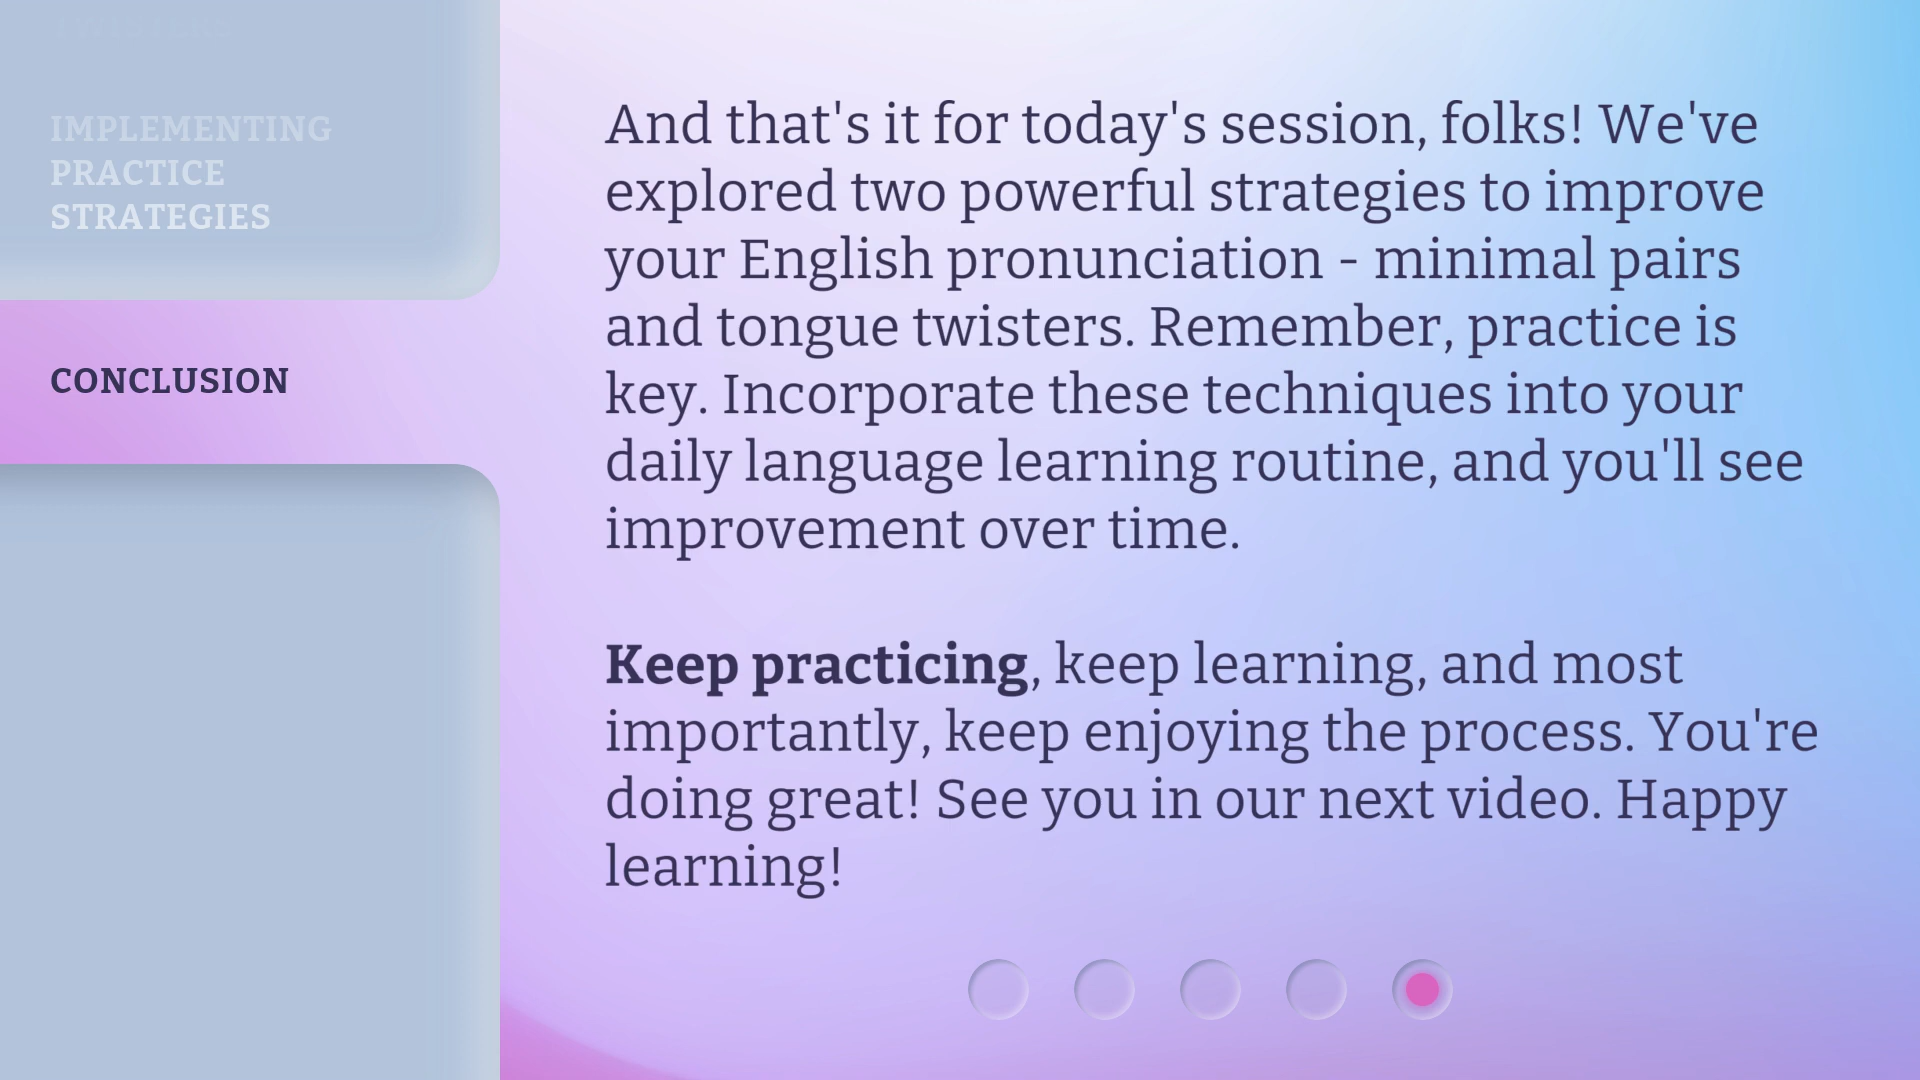 IMPLEMENTING
PRACTICE
STRATEGIES
CONCLUSION
And that's it for today's session, folks! We've
explored two powerful strategies to improve
your English pronunciation - minimal pairs
and tongue twisters. Remember, practice is
key. Incorporate these techniques into your
daily language learning routine, and you'll see
improvement over time.
Keep practicing, keep learning, and most
importantly, keep enjoying the process. You're
doing great! See you in our next video. Happy
learning!